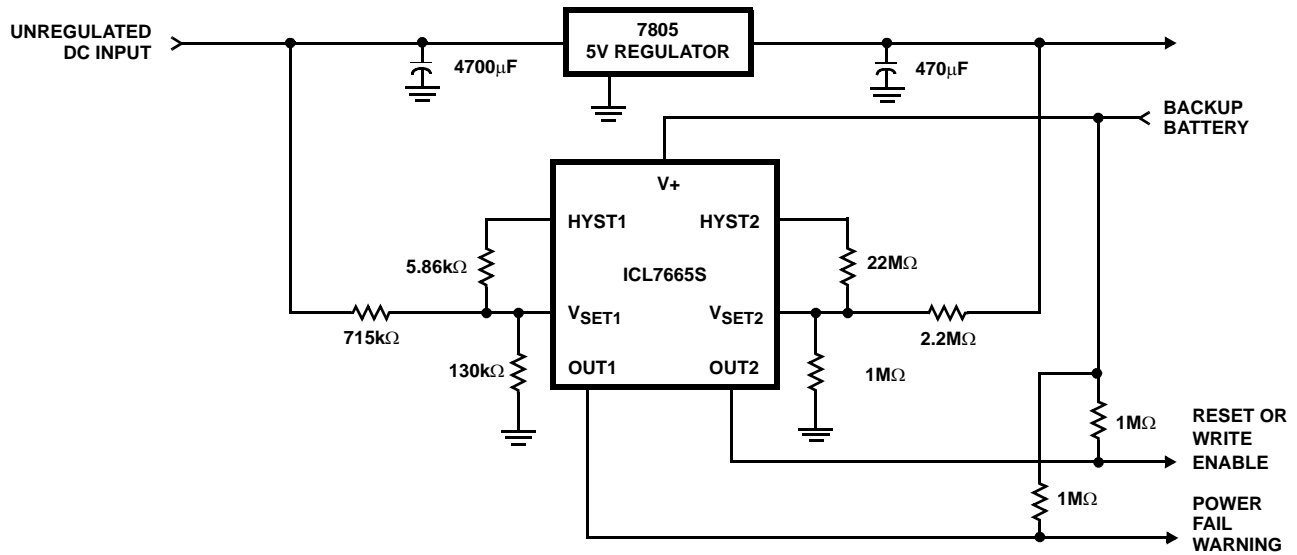 UNREGULATED
DC INPUT
7805
5V REGULATOR
4700μF
470μF
BACKUP
BATTERY
V+
HYST1
HYST2
5.86kΩ
ICL7665S
22MΩ
VSET1
VSET2
715kΩ
2.2MΩ
130kΩ
OUT1
OUT2
1MΩ
1MΩ
RESET OR
WRITE
ENABLE
1MΩ
POWER
FAIL
WARNING